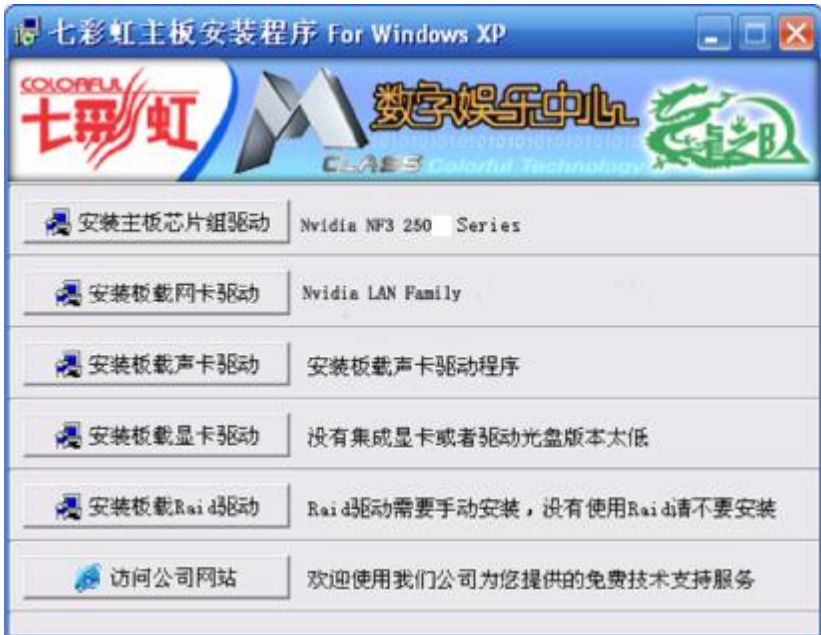 七彩虹主板安装程序 For Windows XP
COLORFUL
七彩虹
M
CLASS
数字娱乐中心
1010101010101010101010
Colorful Technology
之队
安装主板芯片组驱动
Nvidia NF3 250 Series
安装板载网卡驱动
Nvidia LAN Family
安装板载声卡驱动
安装板载声卡驱动程序
安装板载显卡驱动
没有集成显卡或者驱动光盘版本太低
安装板载Raid驱动
Raid驱动需要手动安装，没有使用Raid请不要安装
访问公司网站
欢迎使用我们公司为您提供的免费技术支持服务